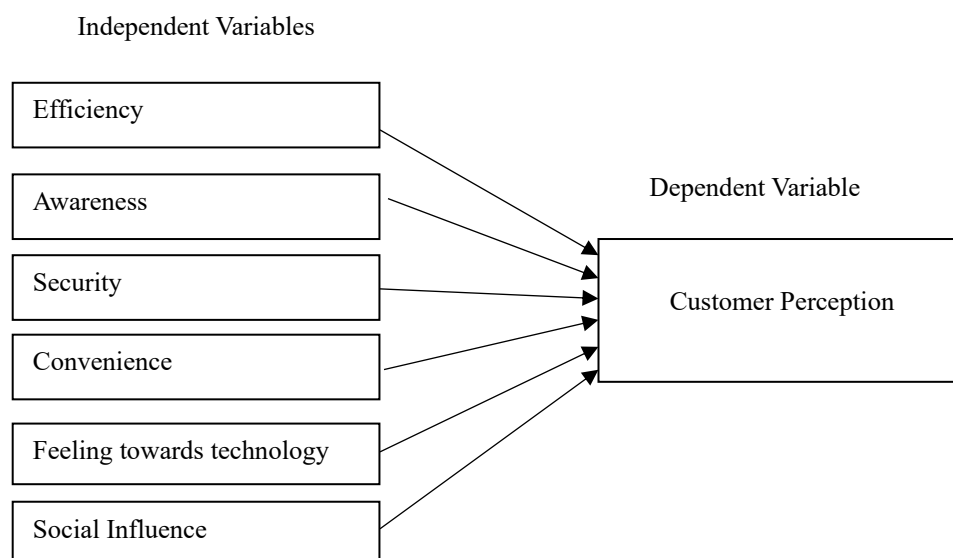 Independent Variables
Efficiency
Awareness
Security
Convenience
Feeling towards technology
Social Influence
Dependent Variable
Customer Perception